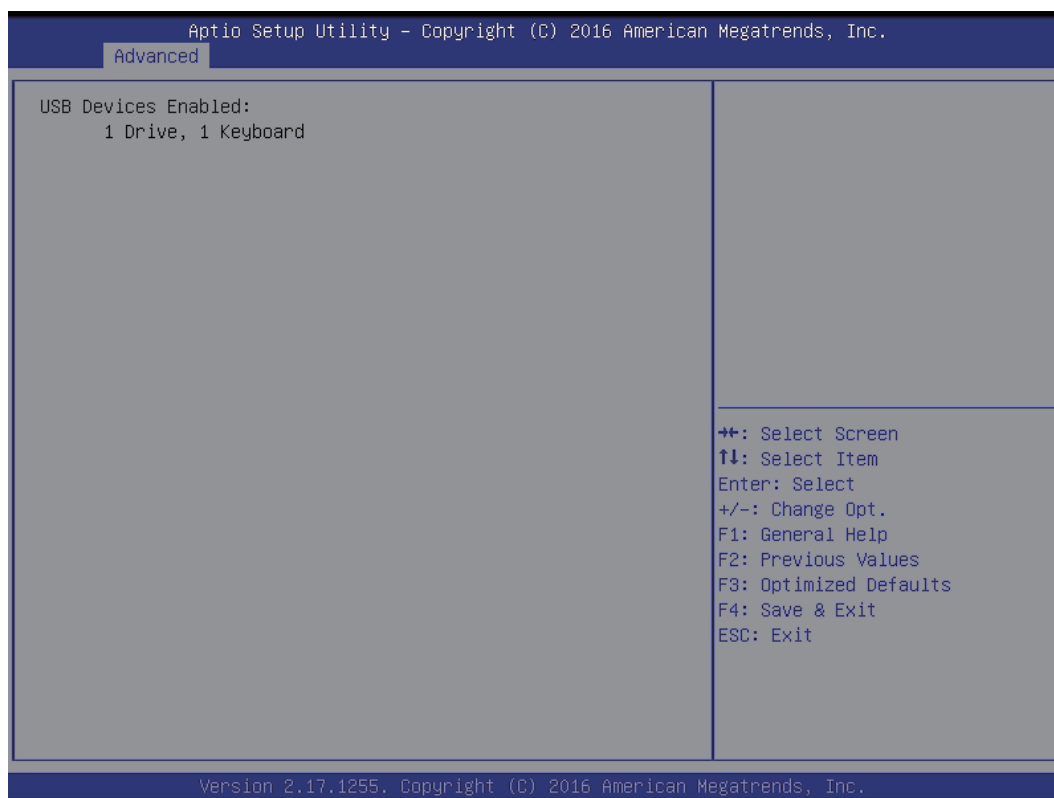 Aptio Setup Utility – Copyright (C) 2016 American Megatrends, Inc.
Advanced
USB Devices Enabled:
1 Drive, 1 Keyboard
→←: Select Screen
↑↓: Select Item
Enter: Select
+/-: Change Opt.
F1: General Help
F2: Previous Values
F3: Optimized Defaults
F4: Save & Exit
ESC: Exit
Version 2.17.1255. Copyright (C) 2016 American Megatrends, Inc.